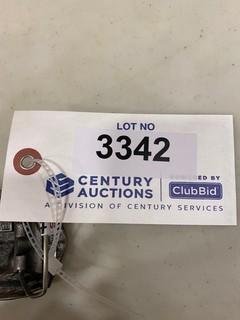 LOT NO
3342
CENTURY AUCTIONS
POWERED BY
ClubBid
A DIVISION OF CENTURY SERVICES